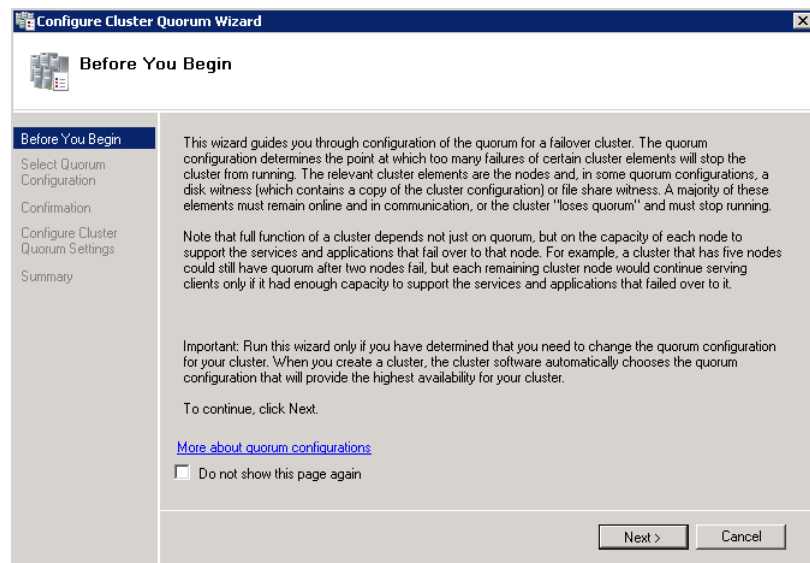 Configure Cluster Quorum Wizard
Before You Begin
Before You Begin
Select Quorum
Configuration
Confirmation
Configure Cluster
Quorum Settings
Summary
This wizard guides you through configuration of the quorum for a failover cluster. The quorum
configuration determines the point at which too many failures of certain cluster elements will stop the
cluster from running. The relevant cluster elements are the nodes and, in some quorum configurations, a
disk witness (which contains a copy of the cluster configuration) or file share witness. A majority of these
elements must remain online and in communication, or the cluster "loses quorum" and must stop running.
Note that full function of a cluster depends not just on quorum, but on the capacity of each node to
support the services and applications that fail over to that node. For example, a cluster that has five nodes
could still have quorum after two nodes fail, but each remaining cluster node would continue serving
clients only if it had enough capacity to support the services and applications that failed over to it.
Important: Run this wizard only if you have determined that you need to change the quorum configuration
for your cluster. When you create a cluster, the cluster software automatically chooses the quorum
configuration that will provide the highest availability for your cluster.
To continue, click Next.
More about quorum configurations
Do not show this page again
Next >
Cancel